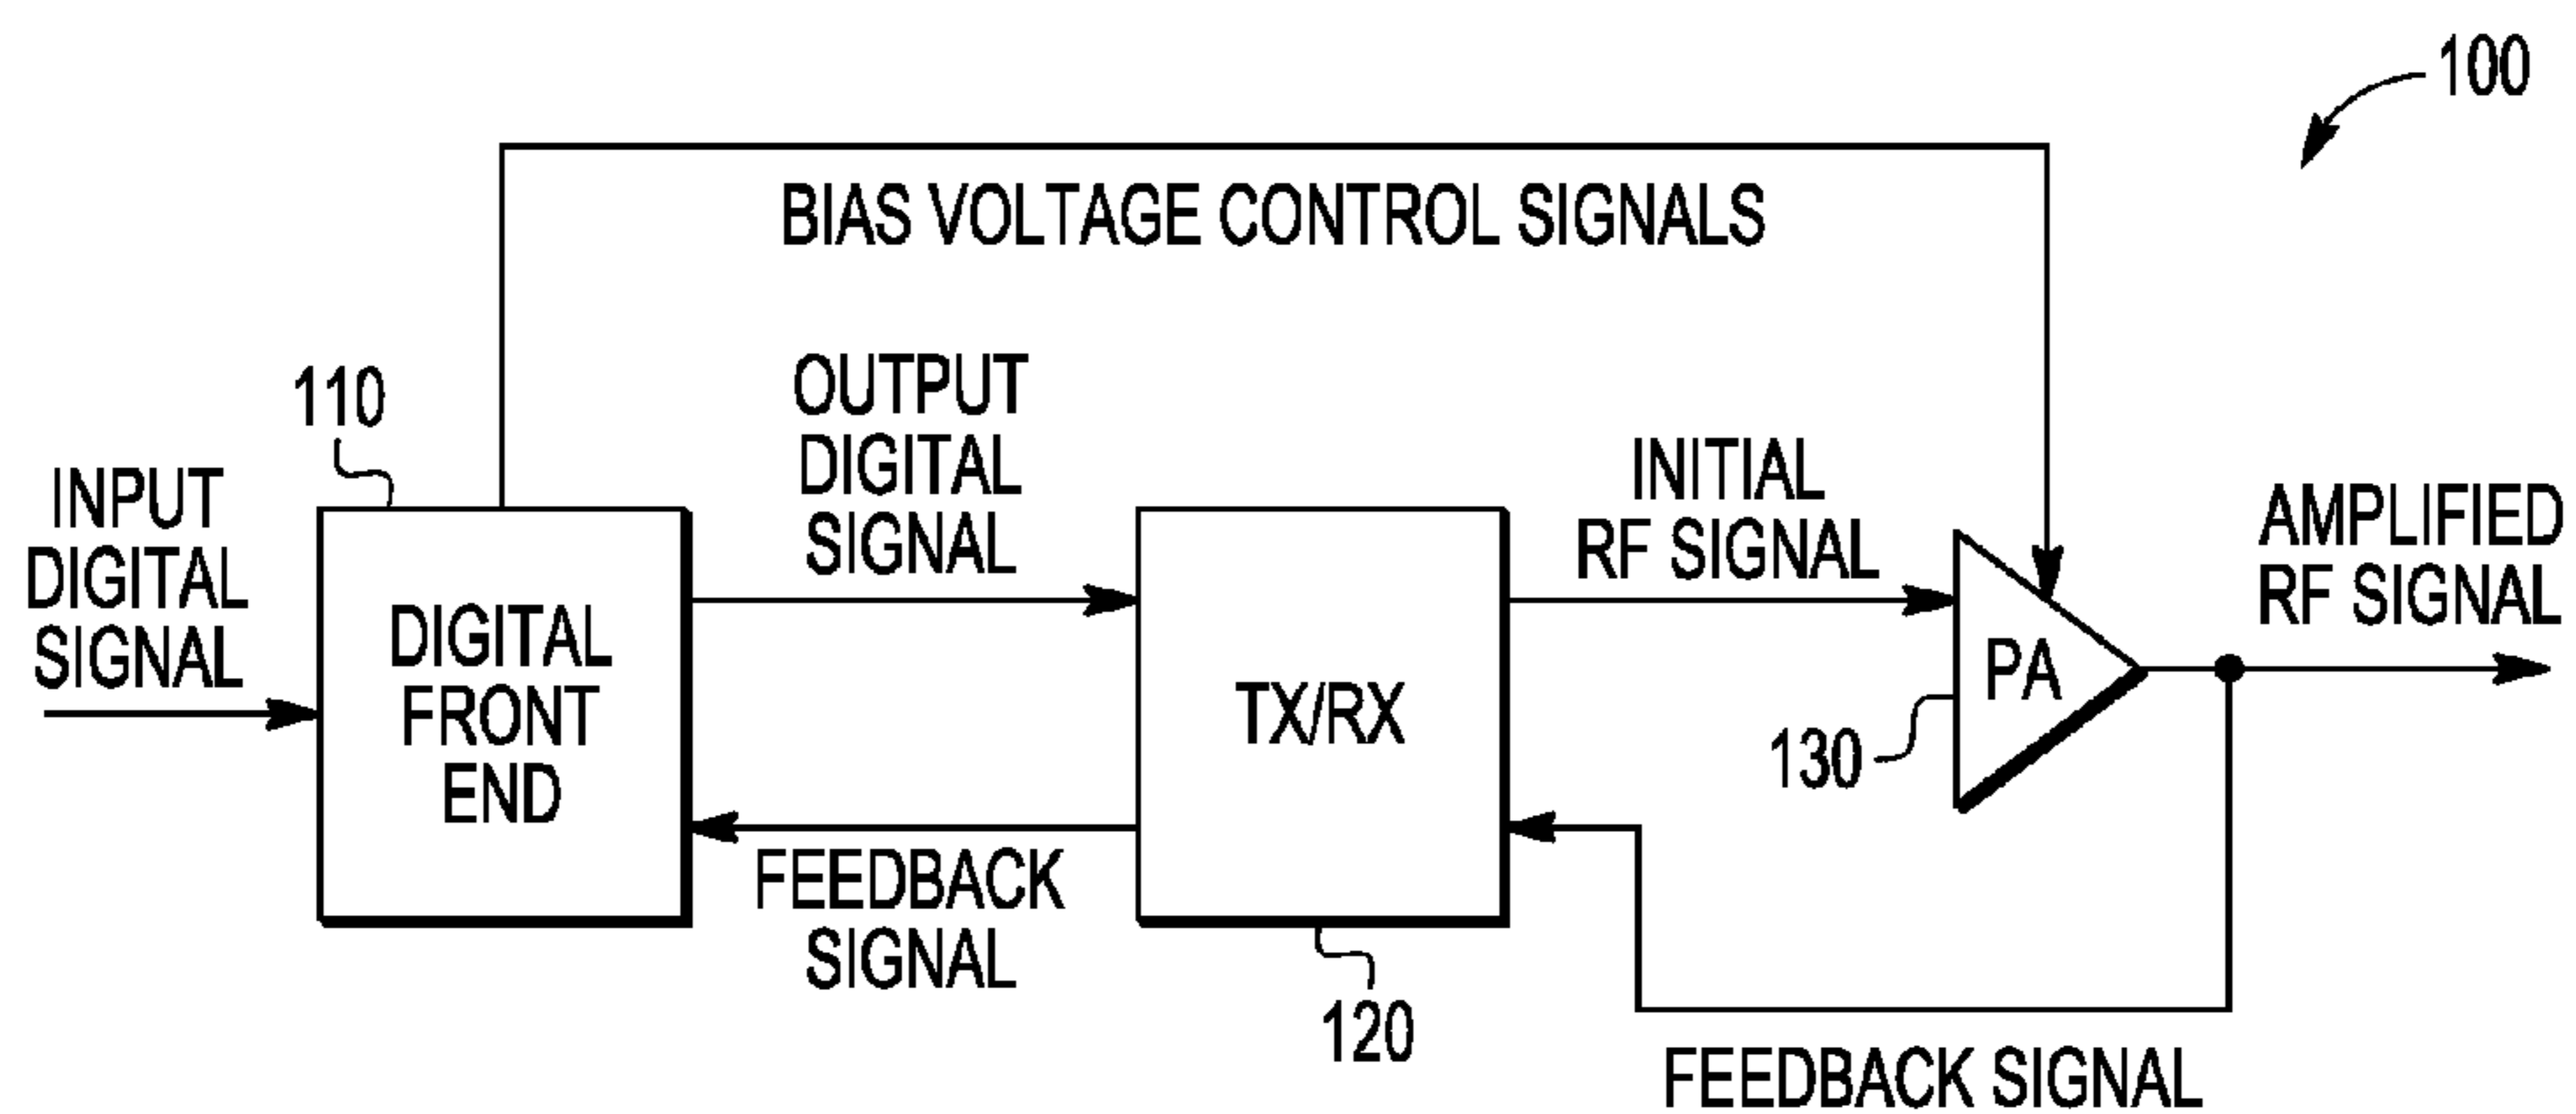 100
BIAS VOLTAGE CONTROL SIGNALS
110
INPUT
DIGITAL
SIGNAL
DIGITAL
FRONT
END
OUTPUT
DIGITAL
SIGNAL
FEEDBACK
SIGNAL
TX/RX
120
INITIAL
RF SIGNAL
PA
130
AMPLIFIED
RF SIGNAL
FEEDBACK SIGNAL